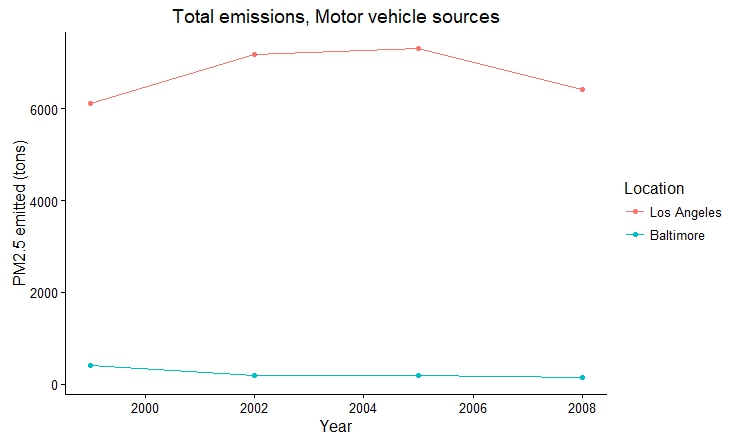 Total emissions, Motor vehicle sources
PM2.5 emitted (tons)
6000
4000
2000
0
2000
2002
2004
2006
2008
Year
Location
Los Angeles
Baltimore